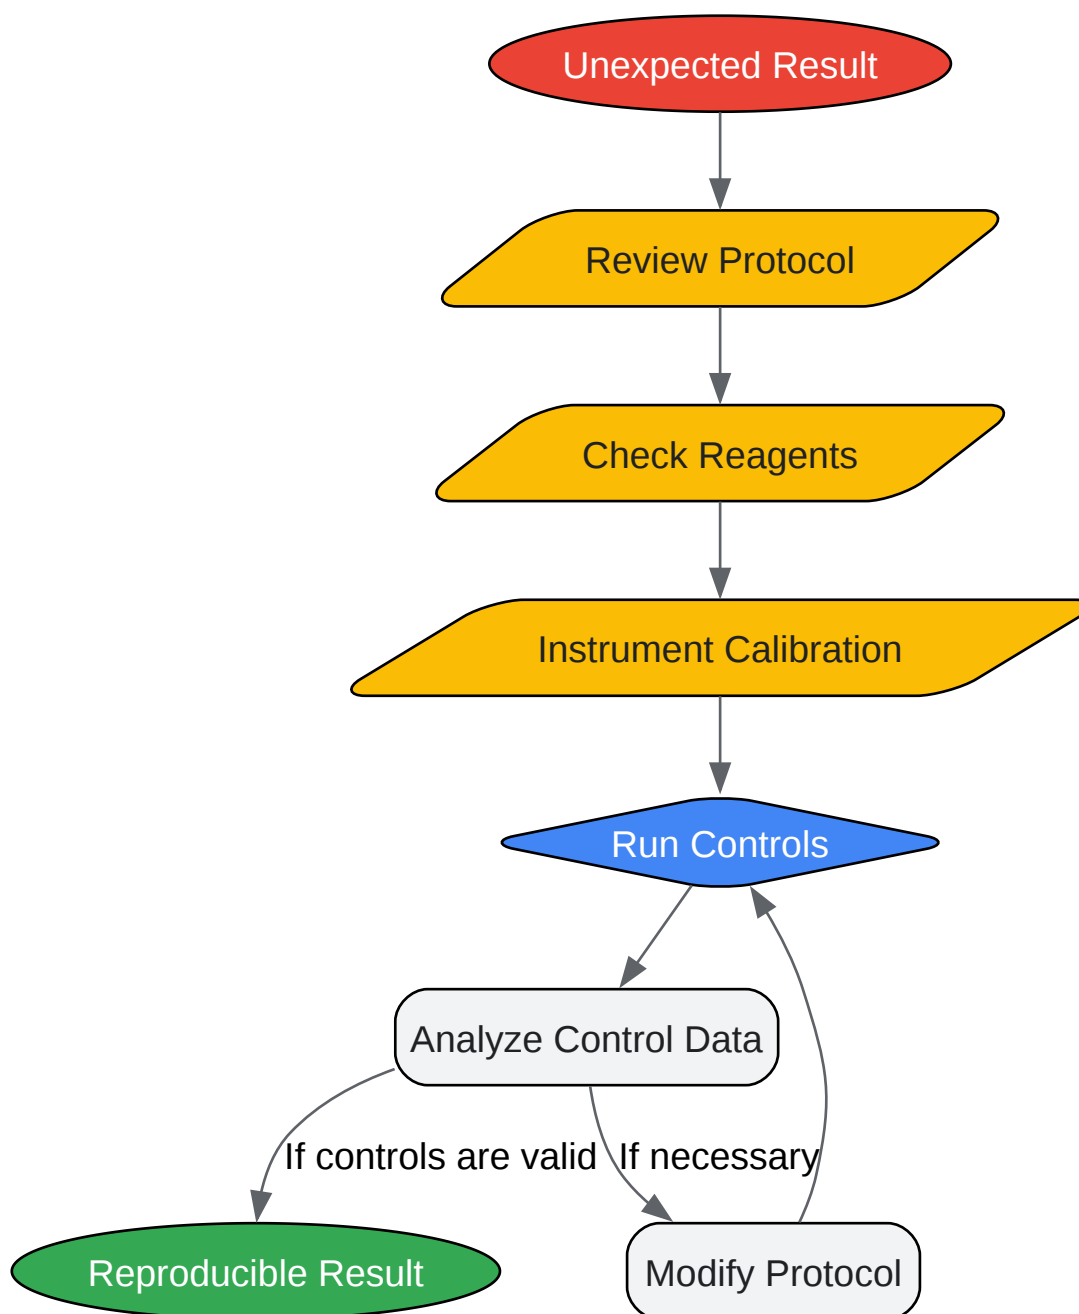 Unexpected Result
Review Protocol
Check Reagents
Instrument Calibration
Run Controls
Analyze Control Data
If controls are valid
If necessary
Reproducible Result
Modify Protocol